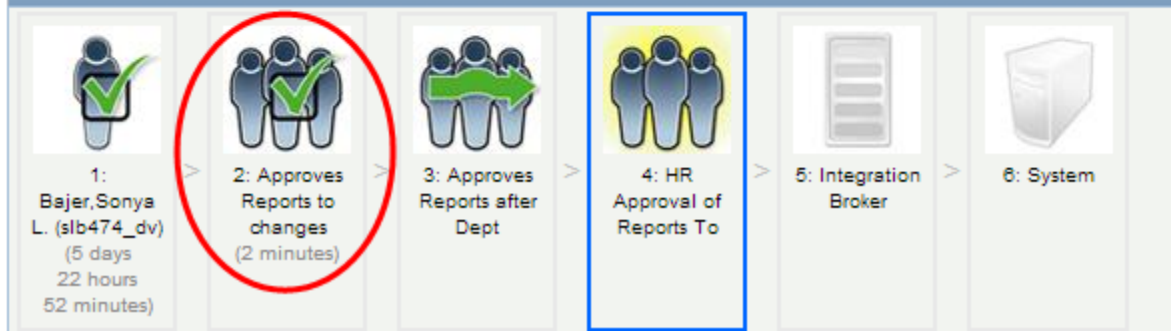 1:
Bajer,Sonya
L. (slb474_dv)
(5 days
22 hours
52 minutes)
>
2: Approves
Reports to
changes
(2 minutes)
>
3: Approves
Reports after
Dept
>
4: HR
Approval of
Reports To
>
5: Integration
Broker
>
6: System